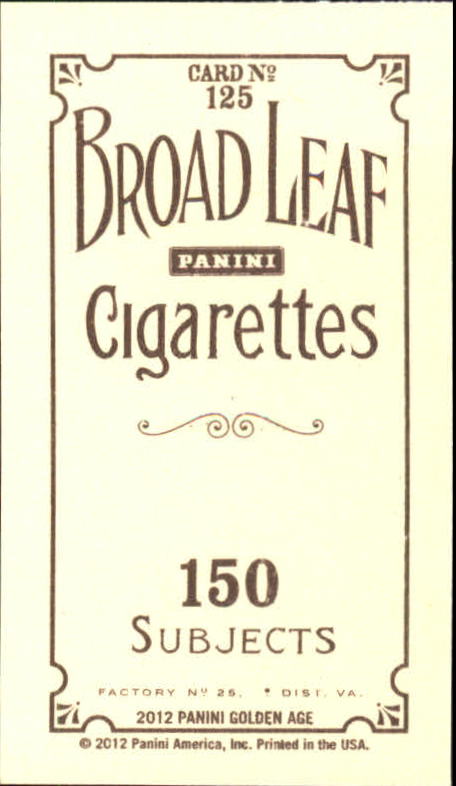 CARD Nº
125
BROAD LEAF
PANINI
Cigarettes
150
SUBJECTS
FACTORY Nº 25. DIST. VA.
2012 PANINI GOLDEN AGE
© 2012 Panini America, Inc. Printed in the USA.